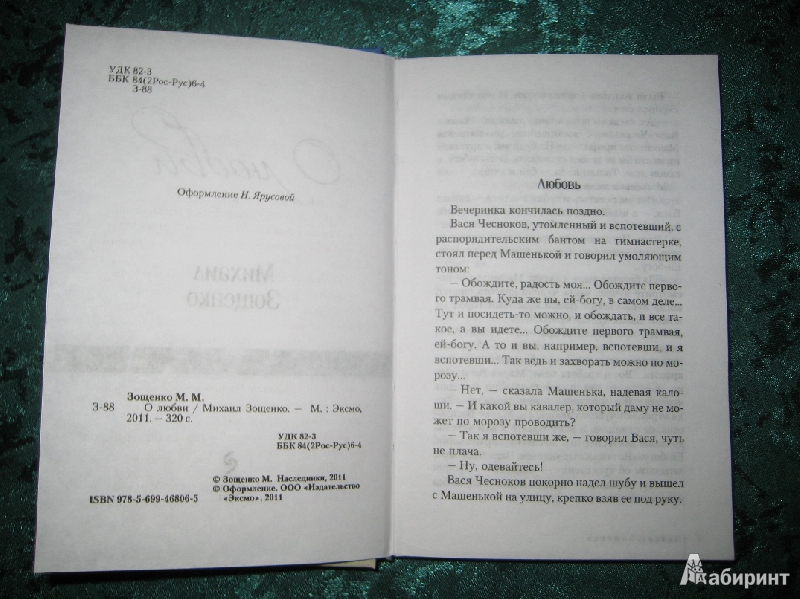 УДК 82-3
ББК 84(2Рос-Рус)6-4
З-88
Оформление Н. Ярусовой
Зощенко М. М.
З-88 О любви / Михаил Зощенко. — М. : Эксмо,
2011. — 320 с.
УДК 82-3
ББК 84(2Рос-Рус)6-4
© Зощенко М. Наследники, 2011
© Оформление. ООО «Издательство
«Эксмо», 2011
ISBN 978-5-699-46806-5
Любовь
Вечеринка кончилась поздно.
Вася Чесноков, утомленный и вспотевший, с
распорядительским бантом на гимнастерке,
стоял перед Машенькой и говорил умоляющим
тоном:
— Обождите, радость моя... Обождите перво-
го трамвая. Куда же вы, ей-богу, в самом деле...
Тут и посидеть-то можно, и обождать, и все та-
кое, а вы идете... Обождите первого трамвая,
ей-богу. А то и вы, например, вспотевши, и я
вспотевши... Так ведь и захворать можно по мо-
розу...
— Нет, — сказала Машенька, надевая кало-
ши. — И какой вы кавалер, который даму не мо-
жет по морозу проводить?
— Так я вспотевши же, — говорил Вася, чуть
не плача.
— Ну, одевайтесь!
Вася Чесноков покорно надел шубу и вышел
с Машенькой на улицу, крепко взяв ее под руку.
Лабиринт